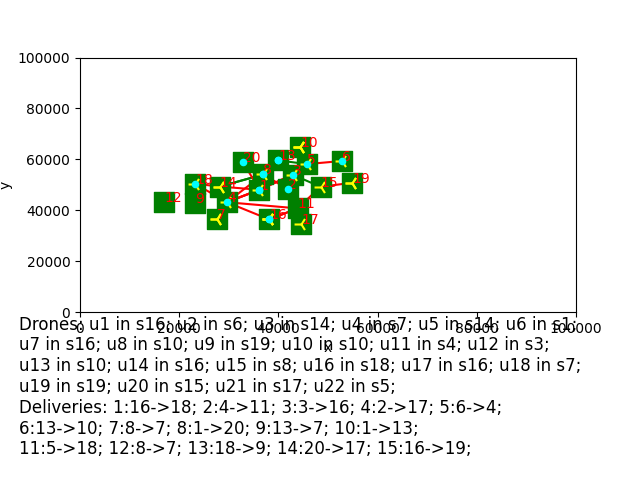 100000
80000
60000
40000
20000
0
y
17
11
0 20000 40000 60000 80000 100000
x
Drones: u1 in s16; u2 in s6; u3 in s14; u4 in s7; u5 in s14; u6 in s1;
u7 in s16; u8 in s10; u9 in s19; u10 in s10; u11 in s4; u12 in s3;
u13 in s10; u14 in s16; u15 in s8; u16 in s18; u17 in s16; u18 in s7;
u19 in s19; u20 in s15; u21 in s17; u22 in s5;
Deliveries: 1:16->18; 2:4->11; 3:3->16; 4:2->17; 5:6->4;
6:13->10; 7:8->7; 8:1->20; 9:13->7; 10:1->13;
11:5->18; 12:8->7; 13:18->9; 14:20->17; 15:16->19;